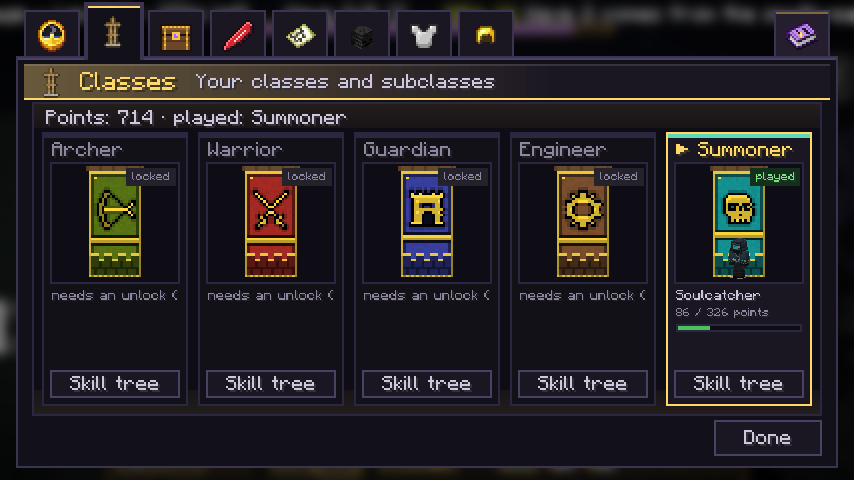 Classes Your classes and subclasses
Points: 714 · played: Summoner
Archer
locked
needs an unlock (
Skill tree
Warrior
locked
needs an unlock (
Skill tree
Guardian
locked
needs an unlock (
Skill tree
Engineer
locked
needs an unlock (
Skill tree
▶ Summoner
played
Soulcatcher
86 / 326 points
Skill tree
Done